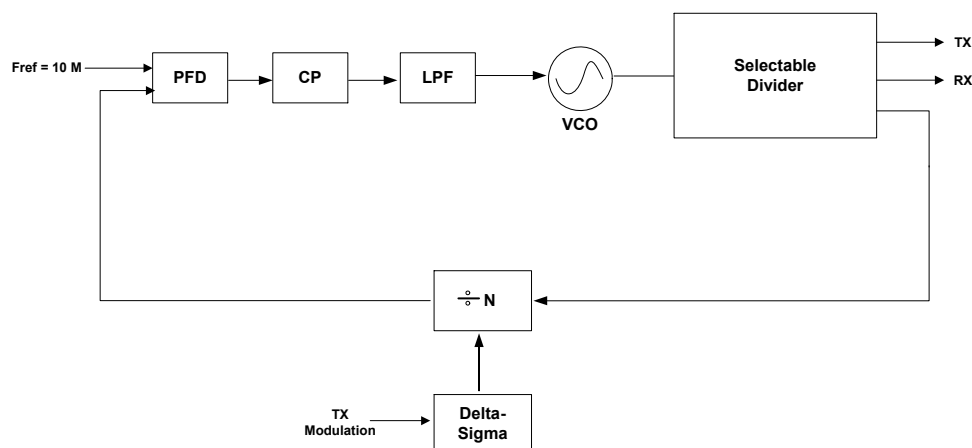 Fref = 10 M
PFD
CP
LPF
VCO
Selectable
Divider
TX
RX
÷ N
TX
Modulation
Delta-
Sigma